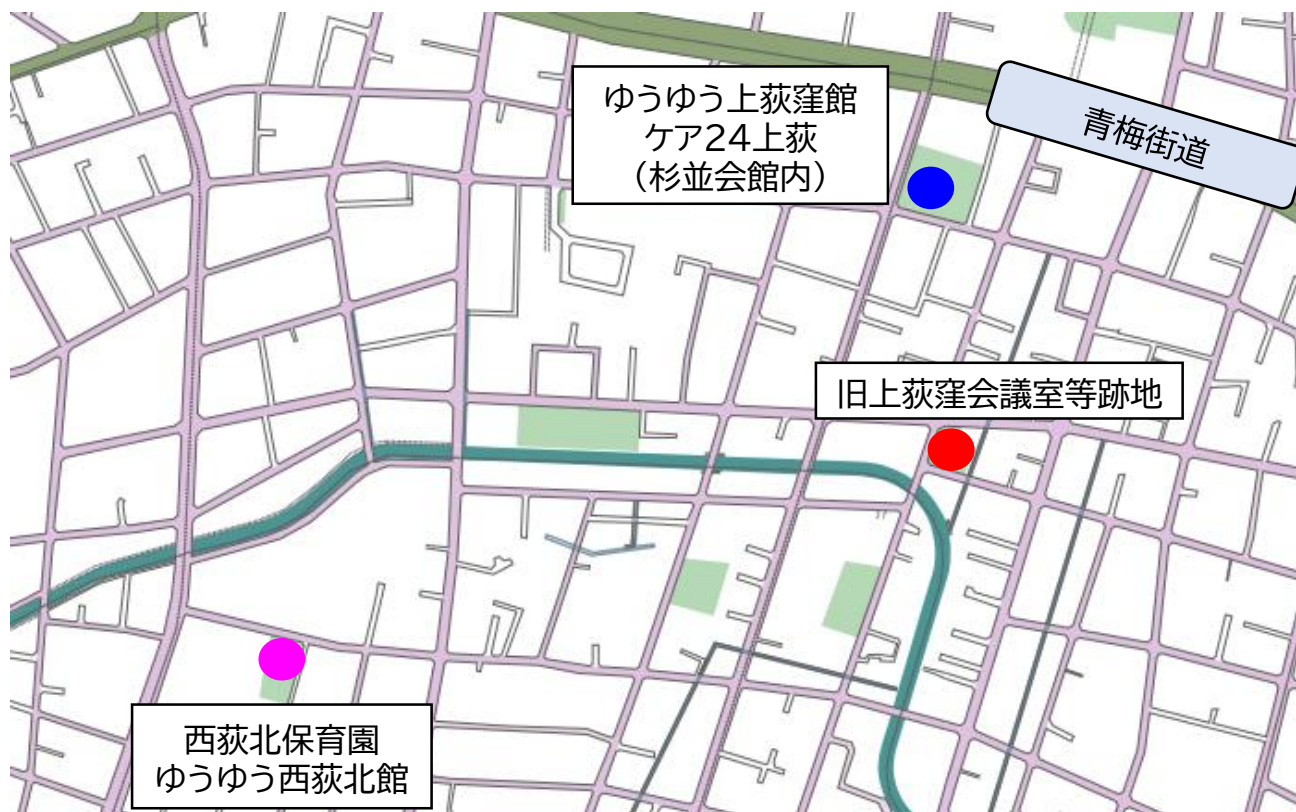 ゆうゆう上荻窪館
ケア24上荻
（杉並会館内）
青梅街道
旧上荻窪会議室等跡地
西荻北保育園
ゆうゆう西荻北館